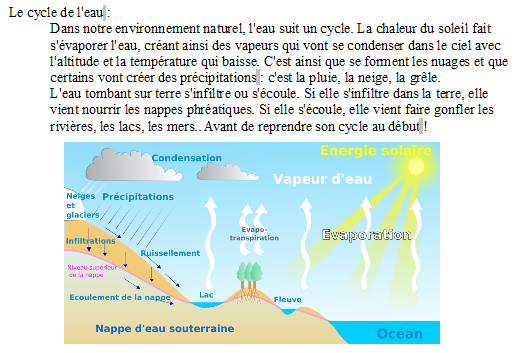 Le cycle de l'eau :
Dans notre environnement naturel, l'eau suit un cycle. La chaleur du soleil fait
s'évaporer l'eau, créant ainsi des vapeurs qui vont se condenser dans le ciel avec
l'altitude et la température qui baisse. C'est ainsi que se forment les nuages et que
certains vont créer des précipitations : c'est la pluie, la neige, la grêle.
L'eau tombant sur terre s'infiltre ou s'écoule. Si elle s'infiltre dans la terre, elle
vient nourrir les nappes phréatiques. Si elle s'écoule, elle vient faire gonfler les
rivières, les lacs, les mers.. Avant de reprendre son cycle au début !
Energie solaire
Condensation
Vapeur d'eau
Neiges
et
glaciers
Précipitations
Evapo-
transpiration
Evaporation
Infiltrations
Ruissellement
Niveau supérieur
de la nappe
Ecoulement de la nappe
Lac
Fleuve
Nappe d'eau souterraine
Océan